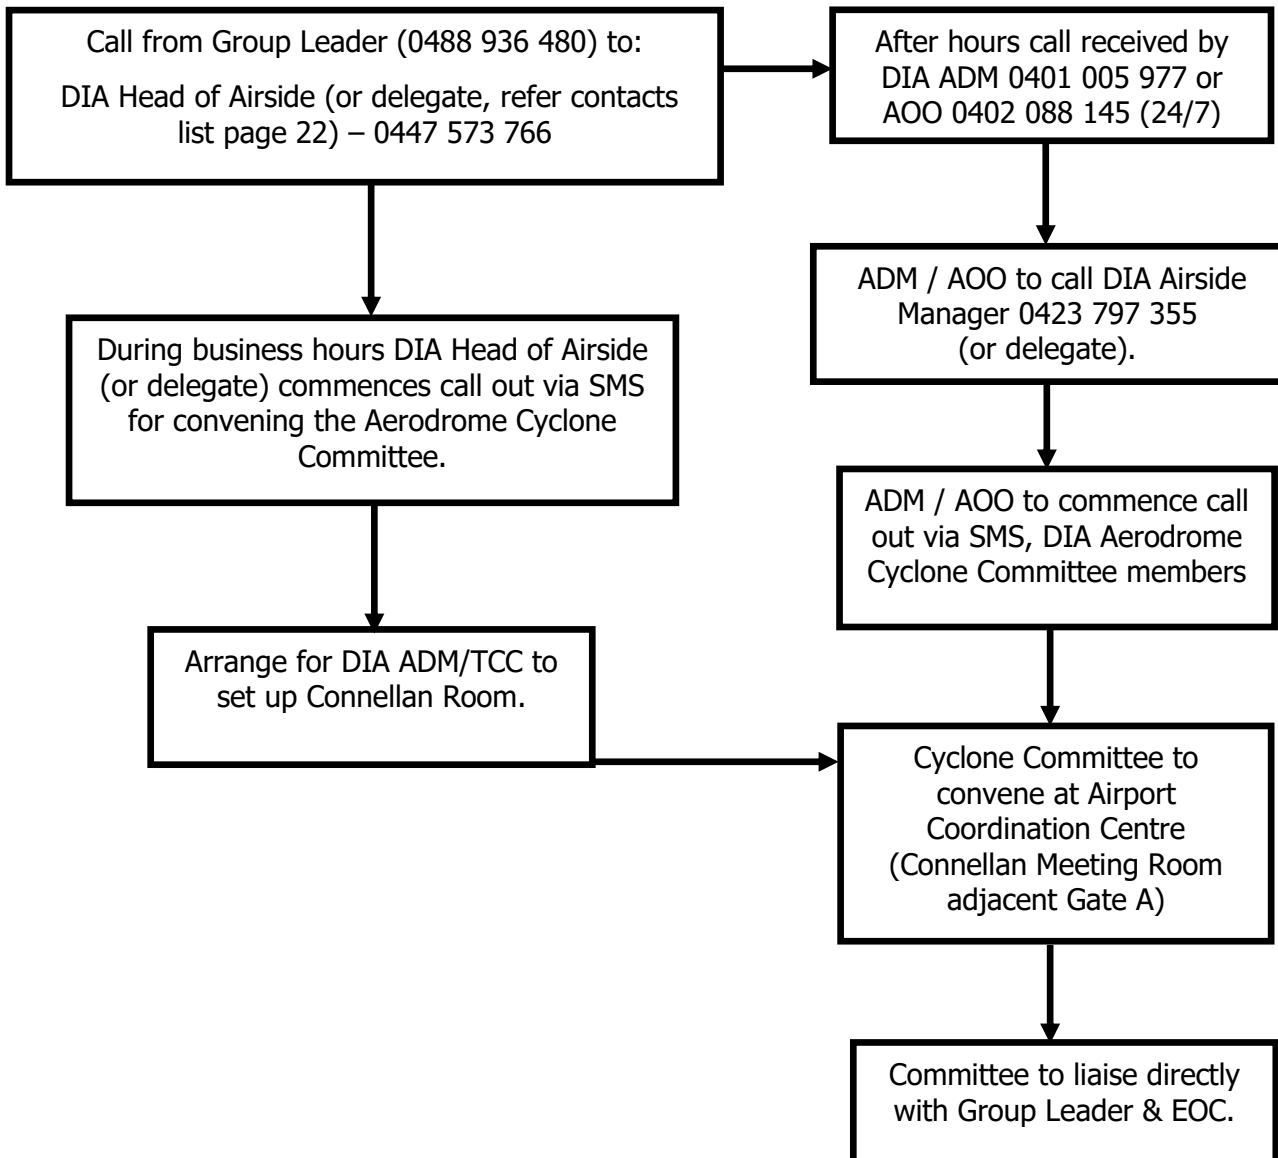 Call from Group Leader (0488 936 480) to:
DIA Head of Airside (or delegate, refer contacts
list page 22) – 0447 573 766
After hours call received by
DIA ADM 0401 005 977 or
AOO 0402 088 145 (24/7)
During business hours DIA Head of Airside
(or delegate) commences call out via SMS
for convening the Aerodrome Cyclone
Committee.
ADM / AOO to call DIA Airside
Manager 0423 797 355
(or delegate).
ADM / AOO to commence call
out via SMS, DIA Aerodrome
Cyclone Committee members
Arrange for DIA ADM/TCC to
set up Connellan Room.
Cyclone Committee to
convene at Airport
Coordination Centre
(Connellan Meeting Room
adjacent Gate A)
Committee to liaise directly
with Group Leader & EOC.